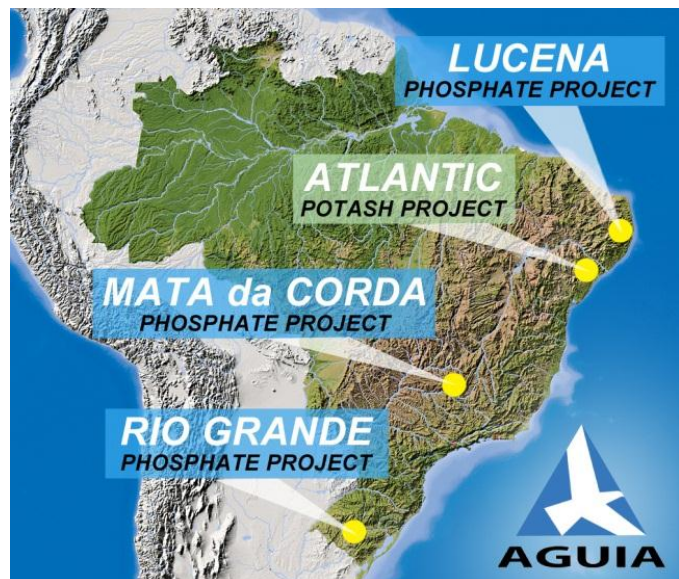 LUCENA
PHOSPHATE PROJECT
ATLANTIC
POTASH PROJECT
MATA da CORDA
PHOSPHATE PROJECT
RIO GRANDE
PHOSPHATE PROJECT
AGUIA